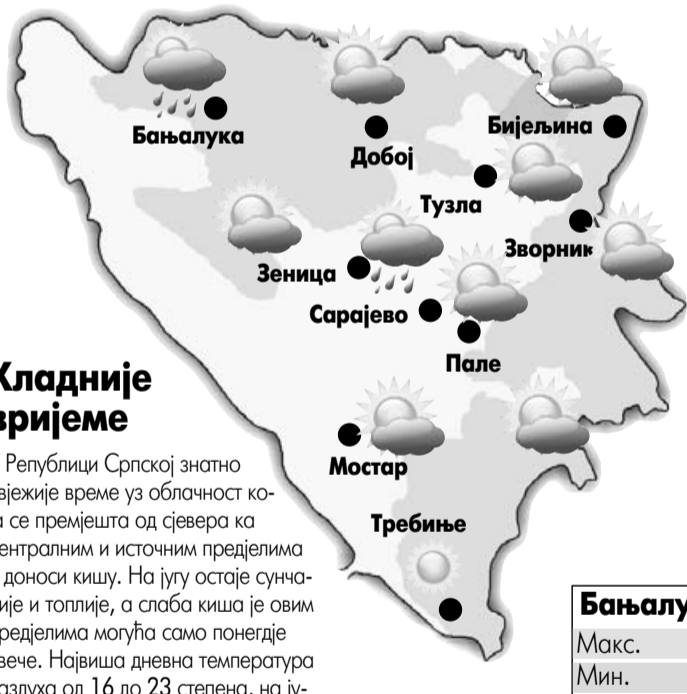 Бањалука
Добој
Бијељина
Тузла
Зворник
Зеница
Сарајево
Пале
Мостар
Требиње
Хладније
вријеме
Републици Српској знатно
вјежије време уз облачност ко-
а се премјешта од сјевера ка
ентралним и источним предјелима
доноси кишу. На југу остаје сунча-
ије и топлије, а слаба киша је овим
редјелима могућа само понегдје
вече. Највиша дневна температура
аздуха од 16 до 23 степена, на ју-
Бањалу
Макс.
Мин.